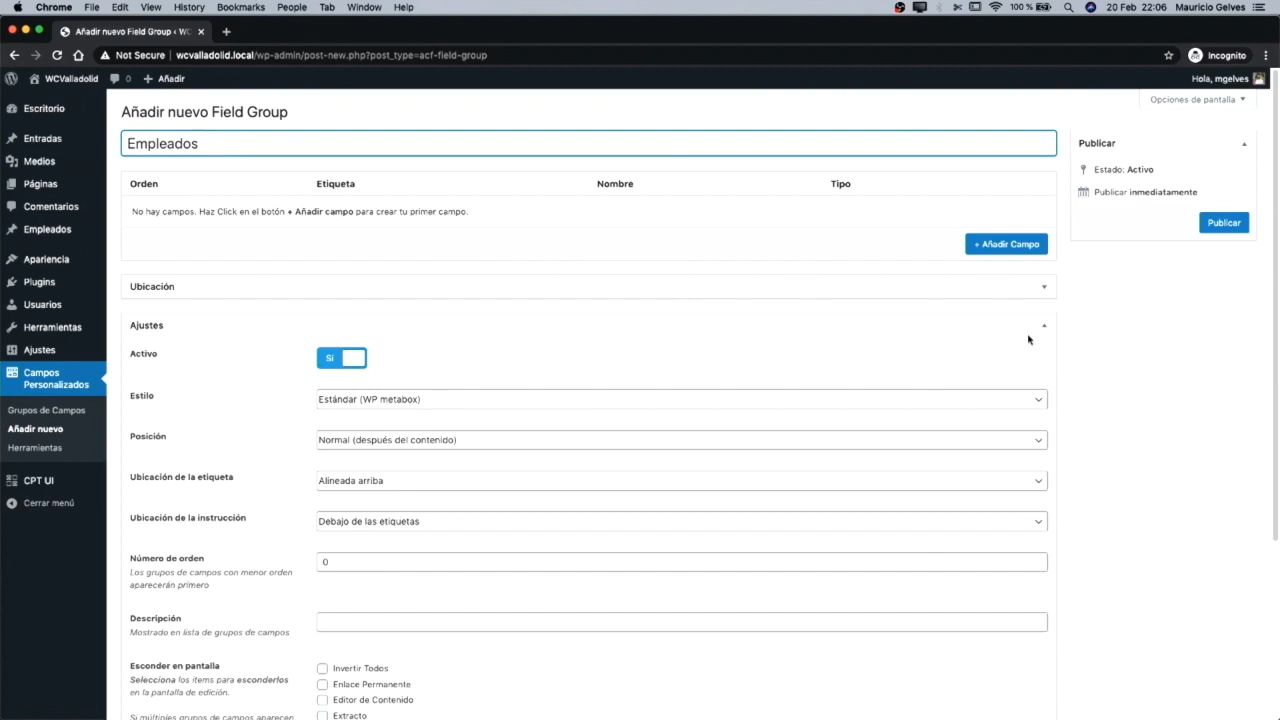 Chrome File Edit View History Bookmarks People Tab Window Help 100 % 20 Feb 22:06 Mauricio Gelves
Añadir nuevo Field Group ‹ WC
Not Secure | wcvalladolid.local/wp-admin/post-new.php?post_type=acf-field-group Incognito
WCValladolid 0 + Añadir Hola, mgelves
Opciones de pantalla
Escritorio
Entradas
Medios
Páginas
Comentarios
Empleados
Apariencia
Plugins
Usuarios
Herramientas
Ajustes
Campos
Personalizados
Grupos de Campos
Añadir nuevo
Herramientas
CPT UI
Cerrar menú
Añadir nuevo Field Group
Empleados
Orden Etiqueta Nombre Tipo
No hay campos. Haz Click en el botón + Añadir campo para crear tu primer campo.
+ Añadir Campo
Ubicación
Ajustes
Activo Sí
Estilo Estándar (WP metabox)
Posición Normal (después del contenido)
Ubicación de la etiqueta Alineada arriba
Ubicación de la instrucción Debajo de las etiquetas
Número de orden 0
Los grupos de campos con menor orden
aparecerán primero
Descripción
Mostrado en lista de grupos de campos
Esconder en pantalla
Selecciona los items para esconderlos
en la pantalla de edición.
Si múltiples grupos de campos aparecen
Invertir Todos
Enlace Permanente
Editor de Contenido
Extracto
Publicar
Estado: Activo
Publicar inmediatamente
Publicar